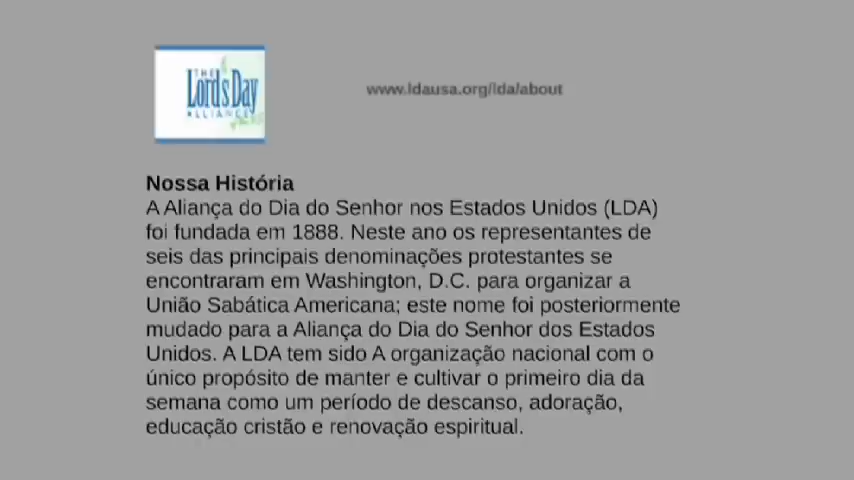 THE
Lord's Day
ALLIANCE
www.ldausa.org/lda/about
Nossa História
A Aliança do Dia do Senhor nos Estados Unidos (LDA)
foi fundada em 1888. Neste ano os representantes de
seis das principais denominações protestantes se
encontraram em Washington, D.C. para organizar a
União Sabática Americana; este nome foi posteriormente
mudado para a Aliança do Dia do Senhor dos Estados
Unidos. A LDA tem sido A organização nacional com o
único propósito de manter e cultivar o primeiro dia da
semana como um período de descanso, adoração,
educação cristão e renovação espiritual.